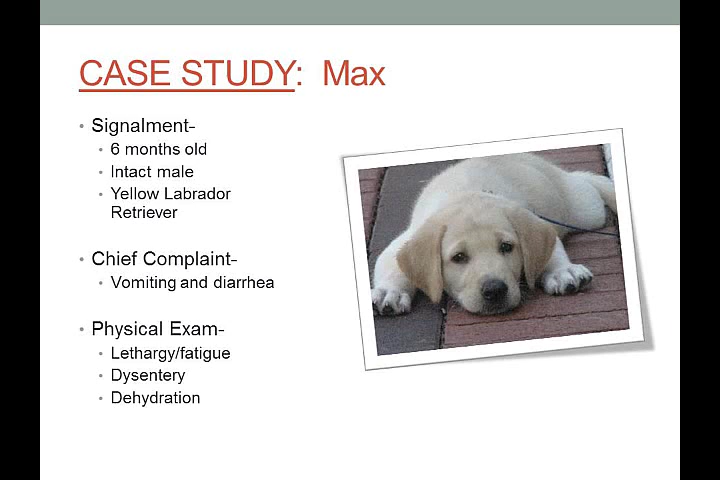 CASE STUDY: Max
• Signalment-
• 6 months old
• Intact male
• Yellow Labrador
Retriever
• Chief Complaint-
• Vomiting and diarrhea
• Physical Exam-
• Lethargy/fatigue
• Dysentery
• Dehydration